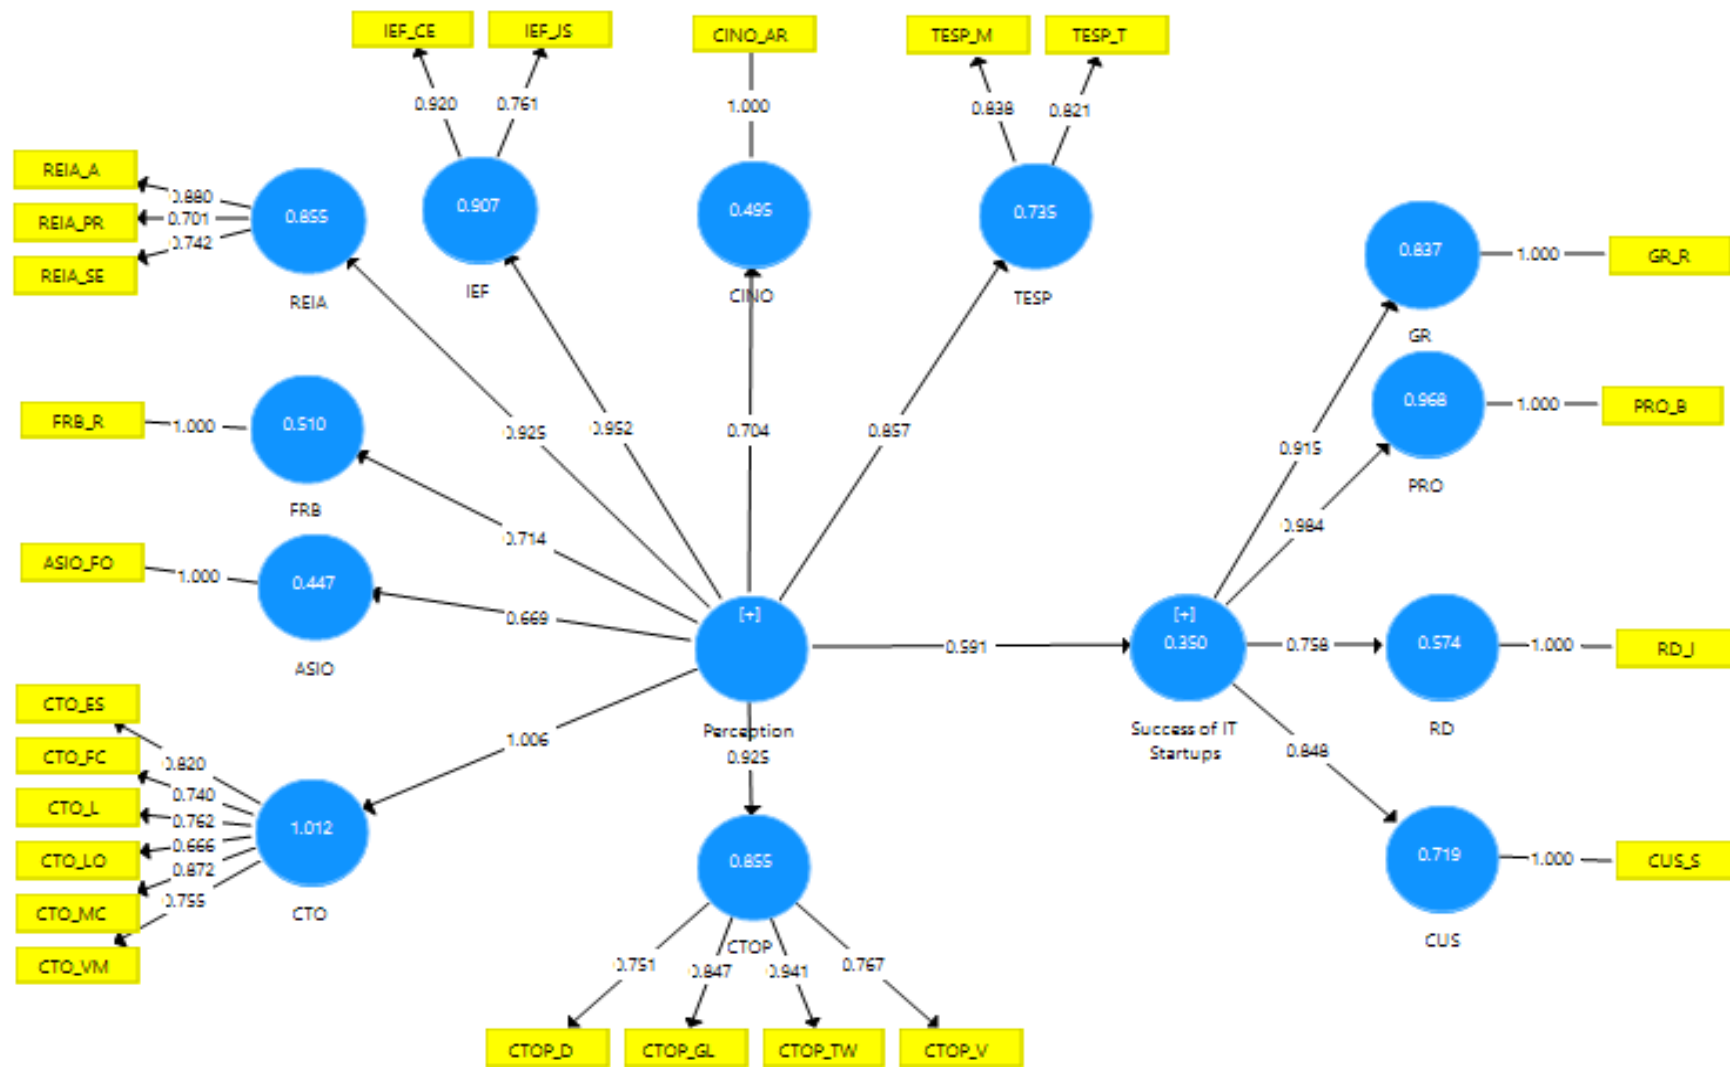 IEF_CE
IEF_JS
CINO_AR
TESP_M
TESP_T
0.920
0.761
1.000
0.838
0.821
REIA_A
REIA_PR
REIA_SE
0.880
0.701
0.742
0.855
REIA
0.907
IEF
0.495
CINO
0.735
TESP
0.837
GR
1.000
GR_R
0.968
PRO
1.000
PRO_B
FRB_R
1.000
0.510
FRB
0.925
0.952
0.704
0.857
0.915
0.984
0.714
ASIO_FO
1.000
0.447
ASIO
0.669
[+]
Perception
0.591
[+]
0.350
Success of IT
Startups
0.758
0.574
RD
1.000
RD_I
0.848
0.719
CUS
1.000
CUS_S
1.006
0.925
CTO_ES
CTO_FC
CTO_L
CTO_LO
CTO_MC
CTO_VM
0.820
0.740
0.762
0.666
0.872
0.755
1.012
CTO
0.855
CTOP
0.751
0.847
0.941
0.767
CTOP_D
CTOP_GL
CTOP_TW
CTOP_V